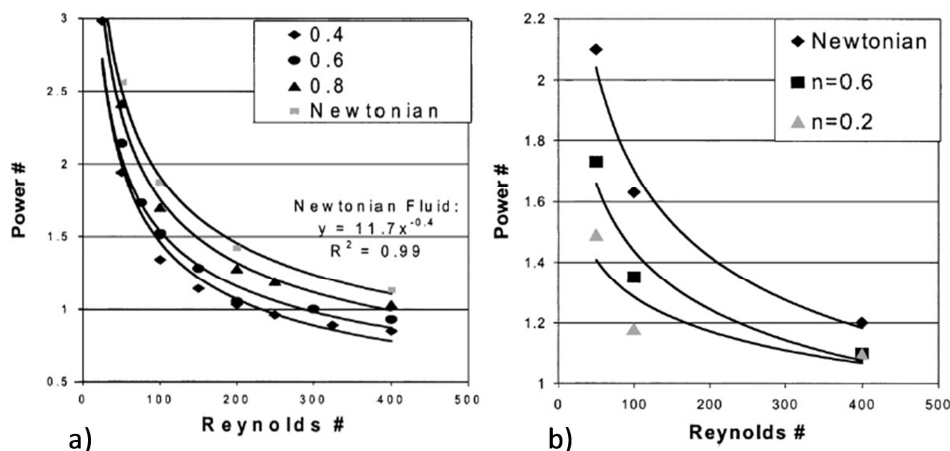 3
2.5
2
1.5
1
0.5
Power #
0.4
0.6
0.8
Newtonian
Newtonian Fluid:
y = 11.7x^-0.4
R^2 = 0.99
0 100 200 300 400 500
Reynolds #
a)
2.2
2
1.8
1.6
1.4
1.2
1
Power #
Newtonian
n=0.6
n=0.2
0 100 200 300 400 500
Reynolds #
b)